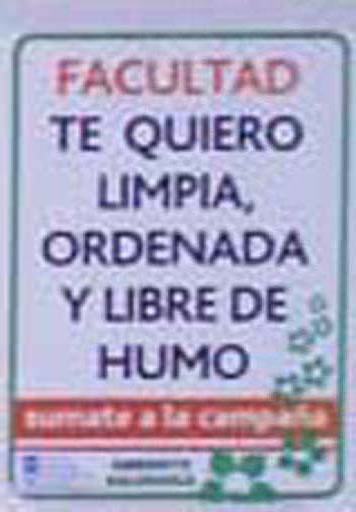 FACULTAD
TE QUIERO
LIMPIA,
ORDENADA
Y LIBRE DE
HUMO
sumate a la campaña